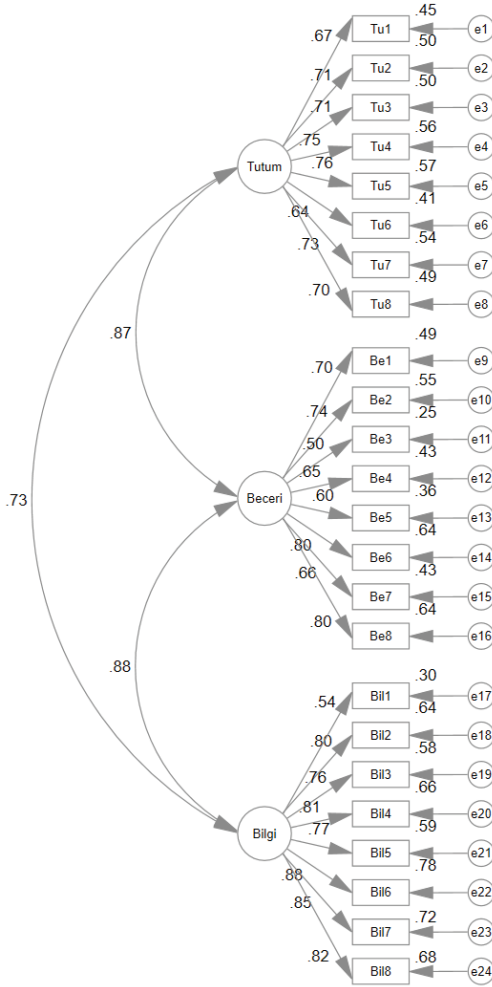 .45
.67 Tu1 e1
.50
.71 Tu2 e2
.50
.71 Tu3 e3
.56
.75 Tu4 e4
Tutum
.57
.76 Tu5 e5
.41
.64 Tu6 e6
.54
.73 Tu7 e7
.49
.70 Tu8 e8
.87
.49
.70 Be1 e9
.55
.74 Be2 e10
.25
.50 Be3 e11
.43
.65 Be4 e12
.73 Beceri
.36
.60 Be5 e13
.64
.80 Be6 e14
.43
.66 Be7 e15
.64
.80 Be8 e16
.88
.30
.54 Bil1 e17
.64
.80 Bil2 e18
.58
.76 Bil3 e19
.66
.81 Bil4 e20
Bilgi
.59
.77 Bil5 e21
.78
.88 Bil6 e22
.72
.85 Bil7 e23
.68
.82 Bil8 e24